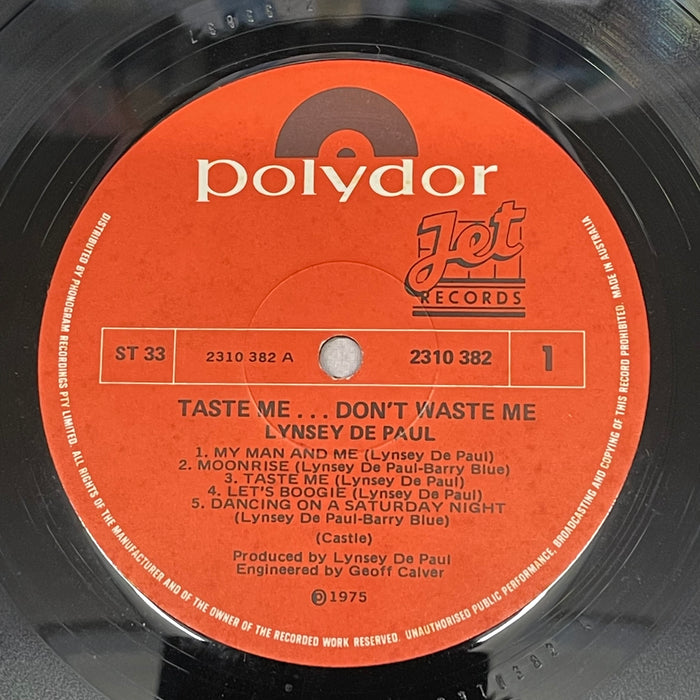 polydor
Jet
RECORDS
ST 33
2310 382 A
2310 382
1
TASTE ME ... DON'T WASTE ME
LYNSEY DE PAUL
1. MY MAN AND ME (Lynsey De Paul)
2. MOONRISE (Lynsey De Paul-Barry Blue)
3. TASTE ME (Lynsey De Paul)
4. LET'S BOOGIE (Lynsey De Paul)
5. DANCING ON A SATURDAY NIGHT
(Lynsey De Paul-Barry Blue)
(Castle)
Produced by Lynsey De Paul
Engineered by Geoff Calver
℗1975
DISTRIBUTED BY PHONOGRAM RECORDINGS PTY LIMITED. ALL RIGHTS OF THE MANUFACTURER AND OF THE OWNER OF THE RECORDED WORK RESERVED. UNAUTHORISED PUBLIC PERFORMANCE, BROADCASTING AND COPYING OF THIS RECORD PROHIBITED. MADE IN AUSTRALIA